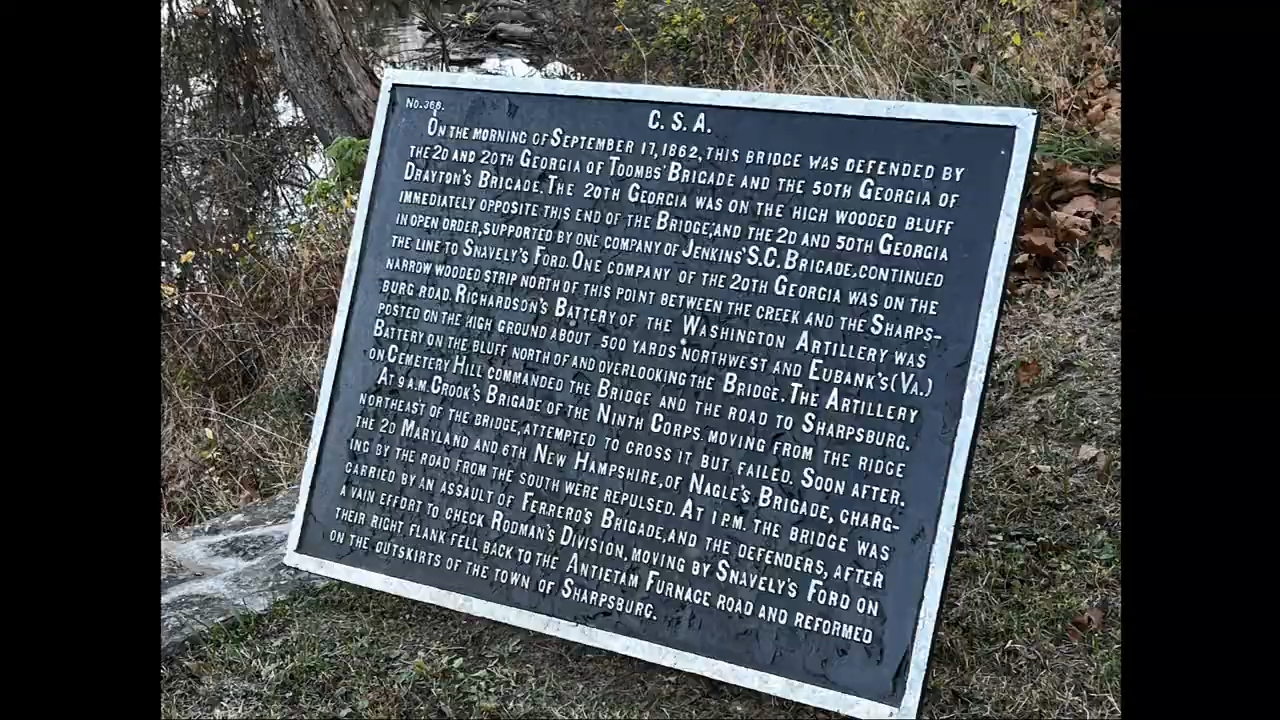 No. 368.
C. S. A.
ON THE MORNING OF SEPTEMBER 17, 1862, THIS BRIDGE WAS DEFENDED BY
THE 2D AND 20TH GEORGIA OF TOOMBS' BRIGADE AND THE 50TH GEORGIA OF
DRAYTON'S BRIGADE. THE 20TH GEORGIA WAS ON THE HIGH WOODED BLUFF
IMMEDIATELY OPPOSITE THIS END OF THE BRIDGE, AND THE 2D AND 50TH GEORGIA
IN OPEN ORDER, SUPPORTED BY ONE COMPANY OF JENKINS' S.C. BRIGADE, CONTINUED
THE LINE TO SNAVELY'S FORD. ONE COMPANY OF THE 20TH GEORGIA WAS ON THE
NARROW WOODED STRIP NORTH OF THIS POINT BETWEEN THE CREEK AND THE SHARPS-
BURG ROAD. RICHARDSON'S BATTERY OF THE WASHINGTON ARTILLERY WAS
POSTED ON THE HIGH GROUND ABOUT 500 YARDS NORTHWEST AND EUBANK'S (VA.)
BATTERY ON THE BLUFF NORTH OF AND OVERLOOKING THE BRIDGE. THE ARTILLERY
ON CEMETERY HILL COMMANDED THE BRIDGE AND THE ROAD TO SHARPSBURG.
AT 9 A.M. CROOK'S BRIGADE OF THE NINTH CORPS, MOVING FROM THE RIDGE
NORTHEAST OF THE BRIDGE, ATTEMPTED TO CROSS IT BUT FAILED. SOON AFTER,
THE 2D MARYLAND AND 6TH NEW HAMPSHIRE, OF NAGLE'S BRIGADE, CHARG-
ING BY THE ROAD FROM THE SOUTH WERE REPULSED. AT 1 P.M. THE BRIDGE WAS
CARRIED BY AN ASSAULT OF FERRERO'S BRIGADE, AND THE DEFENDERS, AFTER
A VAIN EFFORT TO CHECK RODMAN'S DIVISION, MOVING BY SNAVELY'S FORD ON
THEIR RIGHT FLANK FELL BACK TO THE ANTIETAM FURNACE ROAD AND REFORMED
ON THE OUTSKIRTS OF THE TOWN OF SHARPSBURG.